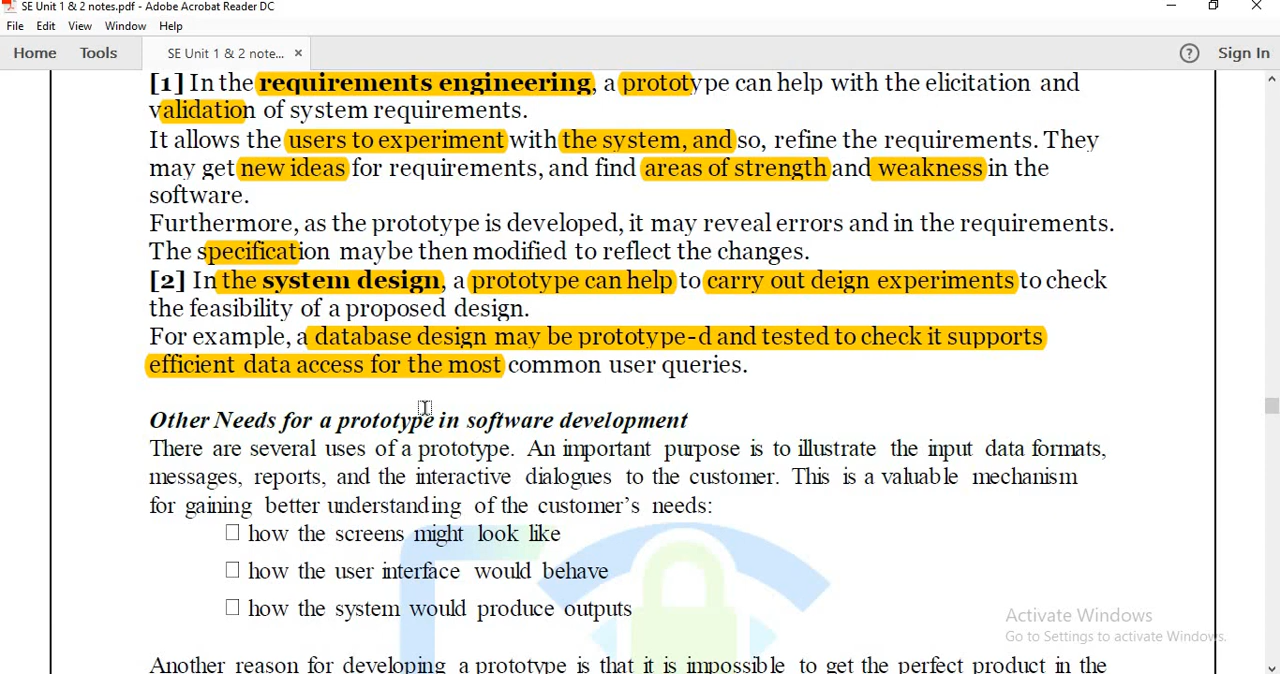 SE Unit 1 & 2 notes.pdf - Adobe Acrobat Reader DC
File Edit View Window Help
Home Tools SE Unit 1 & 2 note... × ? Sign In
[1] In the requirements engineering, a prototype can help with the elicitation and
validation of system requirements.
It allows the users to experiment with the system, and so, refine the requirements. They
may get new ideas for requirements, and find areas of strength and weakness in the
software.
Furthermore, as the prototype is developed, it may reveal errors and in the requirements.
The specification maybe then modified to reflect the changes.
[2] In the system design, a prototype can help to carry out deign experiments to check
the feasibility of a proposed design.
For example, a database design may be prototype-d and tested to check it supports
efficient data access for the most common user queries.
Other Needs for a prototype in software development
There are several uses of a prototype. An important purpose is to illustrate the input data formats,
messages, reports, and the interactive dialogues to the customer. This is a valuable mechanism
for gaining better understanding of the customer's needs:
☐ how the screens might look like
☐ how the user interface would behave
☐ how the system would produce outputs
Activate Windows
Go to Settings to activate Windows.
Another reason for developing a prototype is that it is impossible to get the perfect product in the